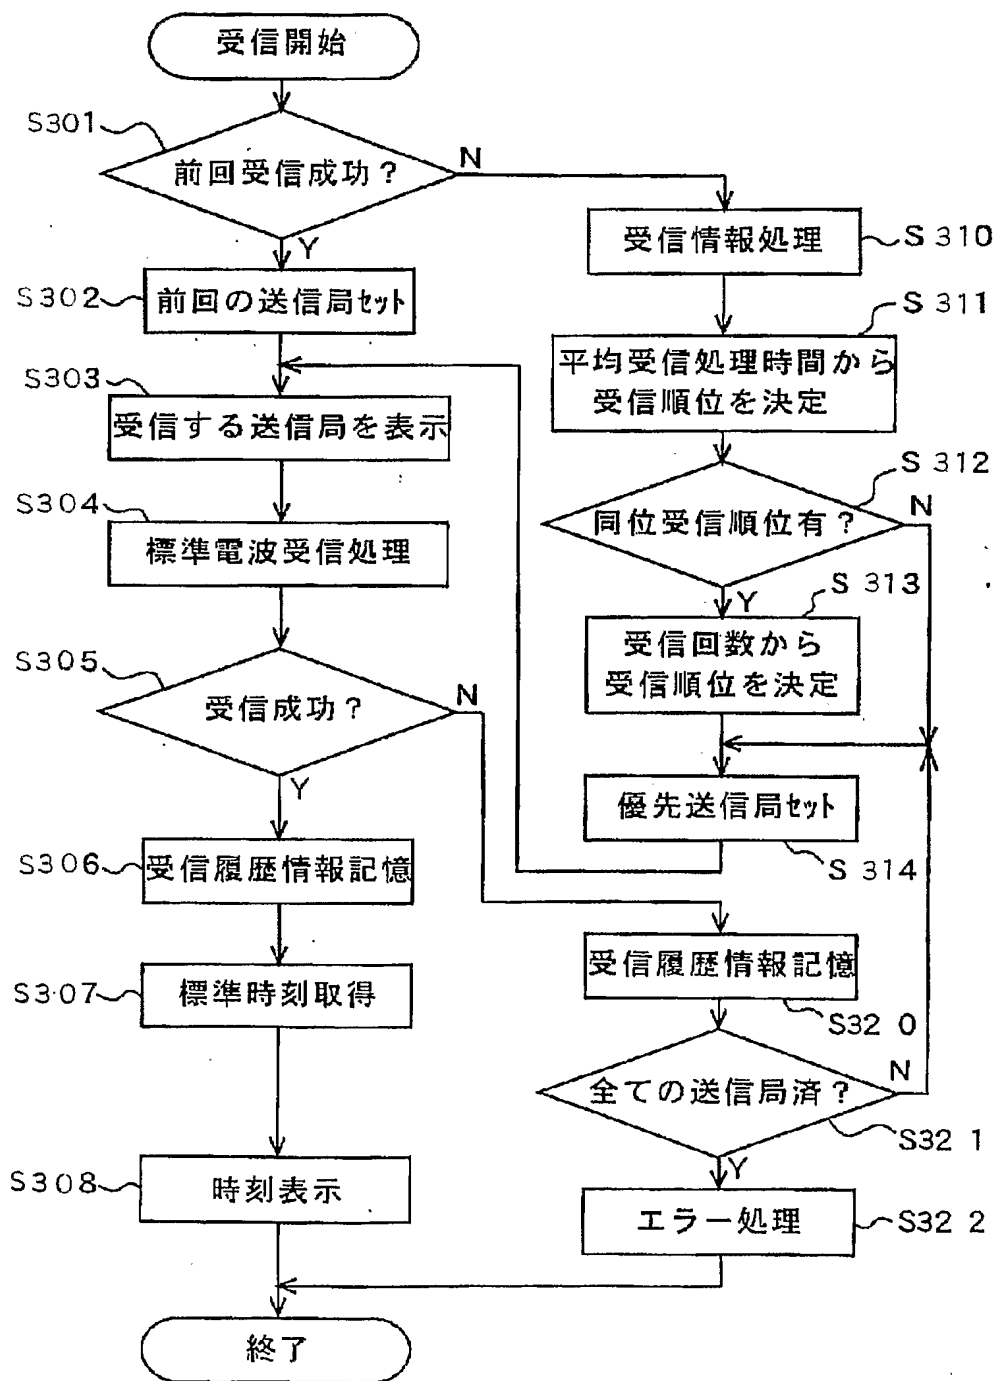 受信開始
S301
前回受信成功？
N
Y
S302
前回の送信局ｾｯﾄ
S303
受信する送信局を表示
S304
標準電波受信処理
S305
受信成功？
N
Y
S306
受信履歴情報記憶
S307
標準時刻取得
S308
時刻表示
終了
受信情報処理
S310
S311
平均受信処理時間から
受信順位を決定
S312
同位受信順位有？
N
Y
S313
受信回数から
受信順位を決定
優先送信局ｾｯﾄ
S314
受信履歴情報記憶
S320
全ての送信局済？
N
S321
Y
エラー処理
S322